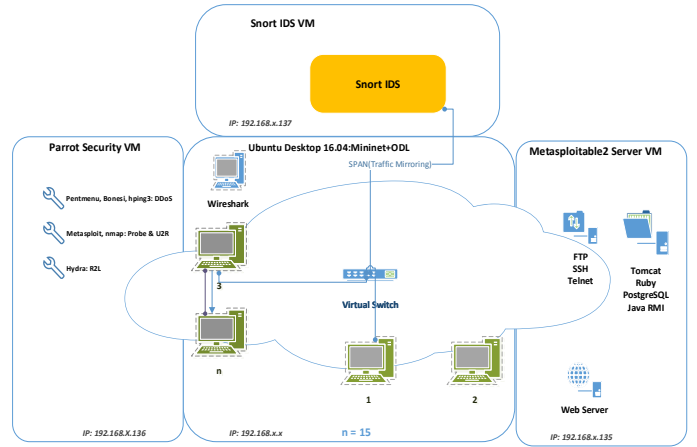 Snort IDS VM
Snort IDS
IP: 192.168.x.137
Parrot Security VM
Pentmenu, Bonesi, hping3: DDoS
Metasploit, nmap: Probe & U2R
Hydra: R2L
IP: 192.168.X.136
Ubuntu Desktop 16.04:Mininet+ODL
SPAN(Traffic Mirroring)
Wireshark
3
Virtual Switch
n
1
2
IP: 192.168.x.x
n = 15
Metasploitable2 Server VM
FTP
SSH
Telnet
Tomcat
Ruby
PostgreSQL
Java RMI
Web Server
IP: 192.168.x.135